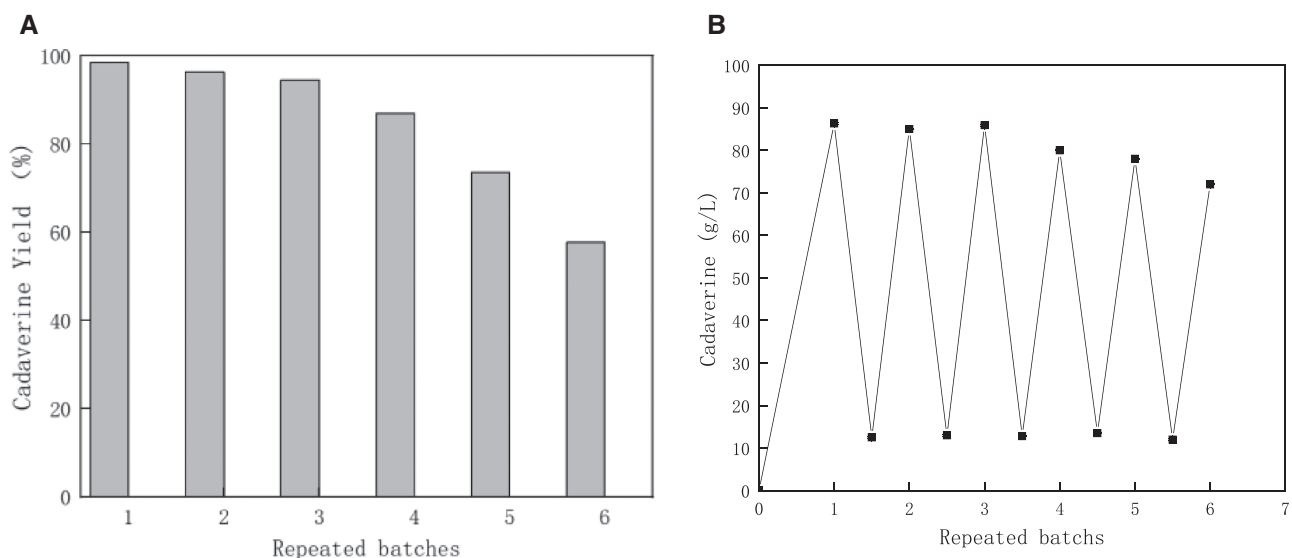 A
100
80
60
40
20
0
Cadaverine Yield (%)
1 2 3 4 5 6
Repeated batches
B
100
90
80
70
60
50
40
30
20
10
0
Cadaverine (g/L)
0 1 2 3 4 5 6 7
Repeated batchs